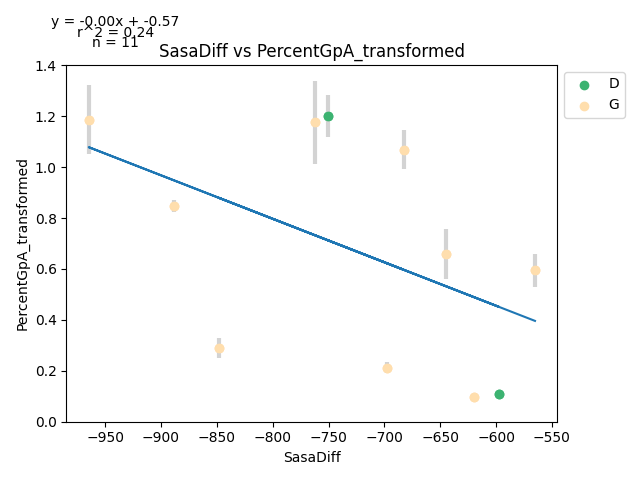 y = -0.00x + -0.57
r^2 = 0.24
n = 11
SasaDiff vs PercentGpA_transformed
D
G
1.4
1.2
1.0
0.8
0.6
0.4
0.2
0.0
PercentGpA_transformed
−950
−900
−850
−800
−750
−700
−650
−600
−550
SasaDiff